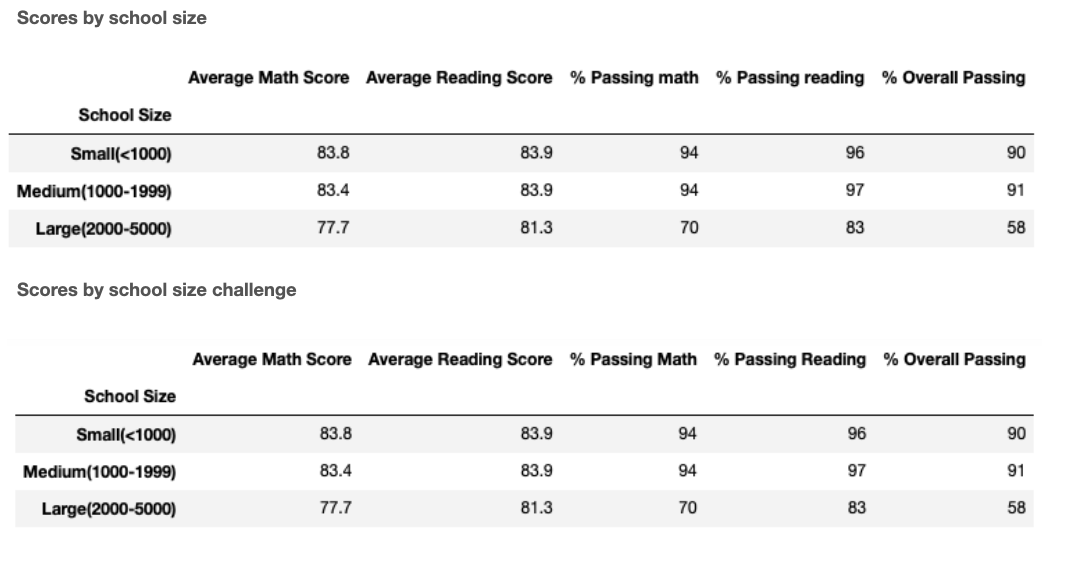 Scores by school size
Average Math Score Average Reading Score % Passing math % Passing reading % Overall Passing
School Size
Small(<1000) 83.8 83.9 94 96 90
Medium(1000-1999) 83.4 83.9 94 97 91
Large(2000-5000) 77.7 81.3 70 83 58
Scores by school size challenge
Average Math Score Average Reading Score % Passing Math % Passing Reading % Overall Passing
School Size
Small(<1000) 83.8 83.9 94 96 90
Medium(1000-1999) 83.4 83.9 94 97 91
Large(2000-5000) 77.7 81.3 70 83 58